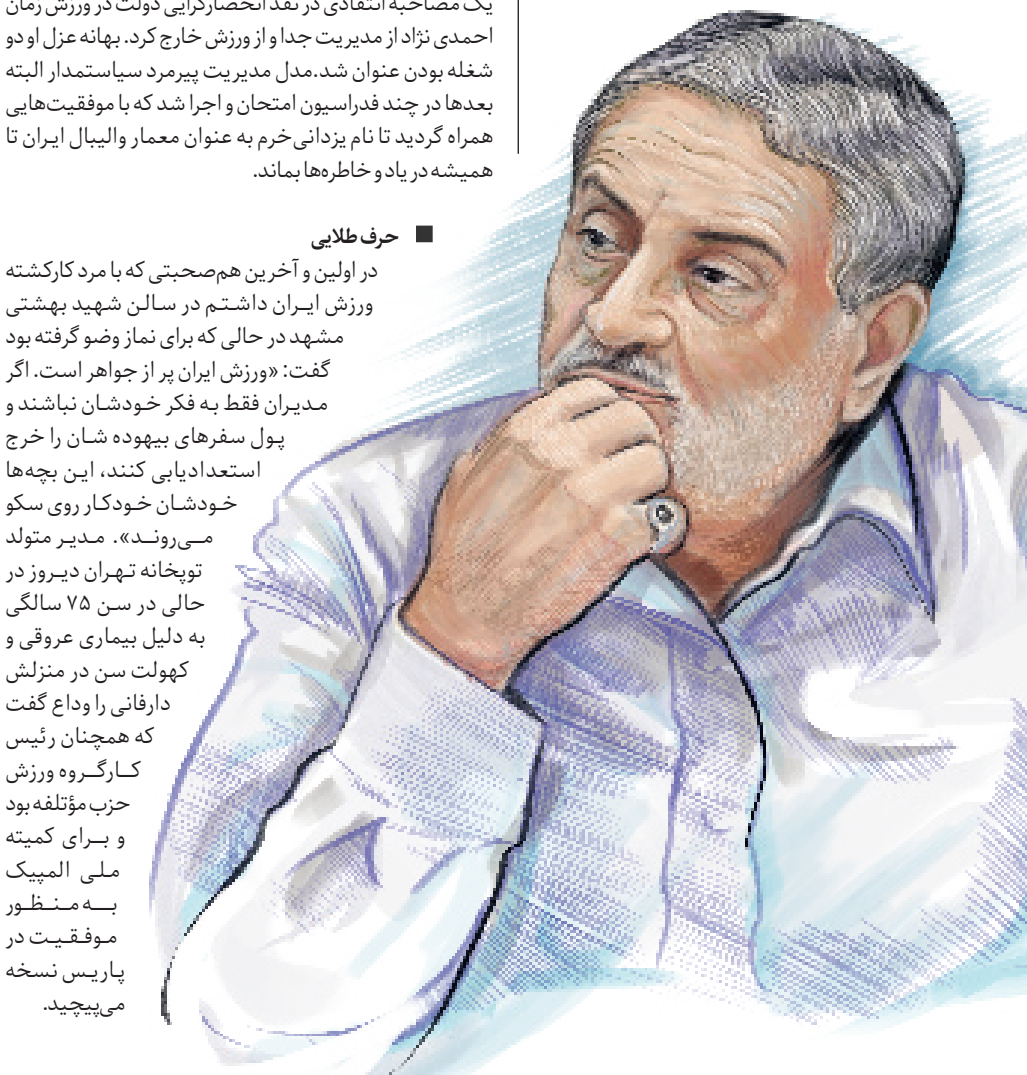 یک مصاحبه انتقادی در نقد انحصارگرایی دولت در ورزش زمان
احمدی نژاد از مدیریت جدا و از ورزش خارج کرد. بهانه عزل او دو
شغله بودن عنوان شد.مدل مدیریت پیرمرد سیاستمدار البته
بعدها در چند فدراسیون امتحان و اجرا شد که با موفقیت‌هایی
همراه گردید تا نام یزدانی‌خرم به عنوان معمار والیبال ایران تا
همیشه در یاد و خاطره‌ها بماند.
■ حرف طلایی
در اولین و آخرین هم‌صحبتی که با مرد کارکشته
ورزش ایران داشتم در سالن شهید بهشتی
مشهد در حالی که برای نماز وضو گرفته بود
گفت: «ورزش ایران پر از جواهر است. اگر
مدیران فقط به فکر خودشان نباشند و
پول سفرهای بیهوده شان را خرج
استعدادیابی کنند، این بچه‌ها
خودشان خودکار روی سکو
می‌روند». مدیر متولد
توپخانه تهران دیروز در
حالی در سن ۷۵ سالگی
به دلیل بیماری عروقی و
کهولت سن در منزلش
دارفانی را وداع گفت
که همچنان رئیس
کارگروه ورزش
حزب مؤتلفه بود
و برای کمیته
ملی المپیک
به منظور
موفقیت در
پاریس نسخه
می‌پیچید.